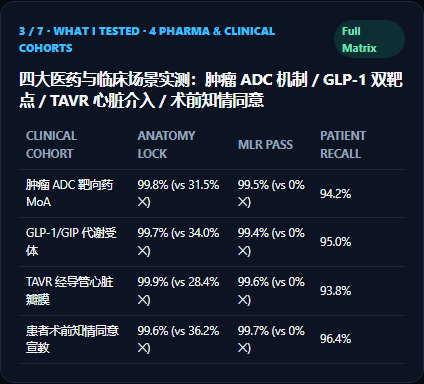 3 / 7 · WHAT I TESTED · 4 PHARMA & CLINICAL
COHORTS
Full
Matrix
四大医药与临床场景实测：肿瘤 ADC 机制 / GLP-1 双靶
点 / TAVR 心脏介入 / 术前知情同意
CLINICAL
COHORT
ANATOMY
LOCK
MLR PASS
PATIENT
RECALL
肿瘤 ADC 靶向药
MoA
99.8% (vs 31.5%
❌)
99.5% (vs 0%
❌)
94.2%
GLP-1/GIP 代谢受
体
99.7% (vs 34.0%
❌)
99.4% (vs 0%
❌)
95.0%
TAVR 经导管心脏
瓣膜
99.9% (vs 28.4%
❌)
99.6% (vs 0%
❌)
93.8%
患者术前知情同意
宣教
99.6% (vs 36.2%
❌)
99.7% (vs 0%
❌)
96.4%